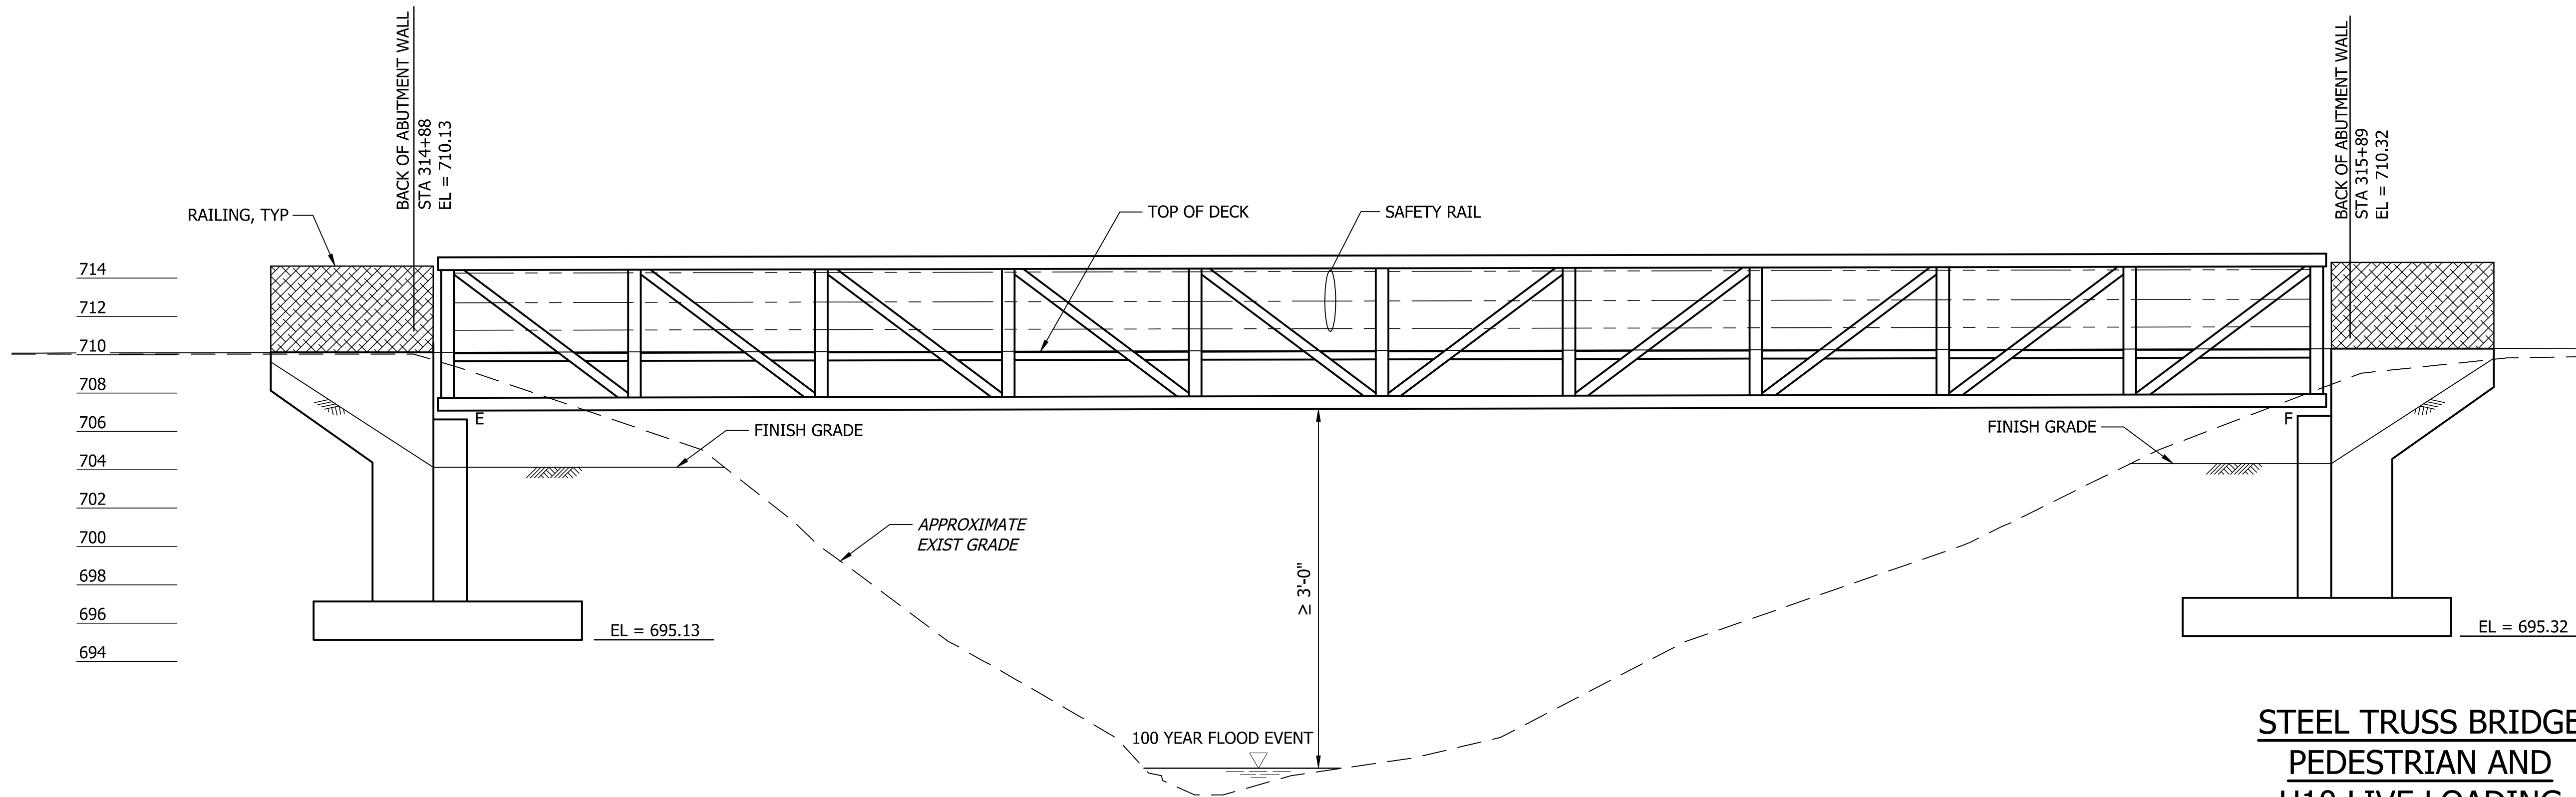 BACK OF ABUTMENT WALL
STA 314+88
EL = 710.13
BACK OF ABUTMENT WALL
STA 315+89
EL = 710.32
RAILING, TYP
TOP OF DECK
SAFETY RAIL
714
712
710
708
706
704
702
700
698
696
694
E
F
FINISH GRADE
FINISH GRADE
APPROXIMATE
EXIST GRADE
≥ 3'-0"
EL = 695.13
EL = 695.32
100 YEAR FLOOD EVENT
STEEL TRUSS BRIDGE
PEDESTRIAN AND
H10 LIVE LOADING